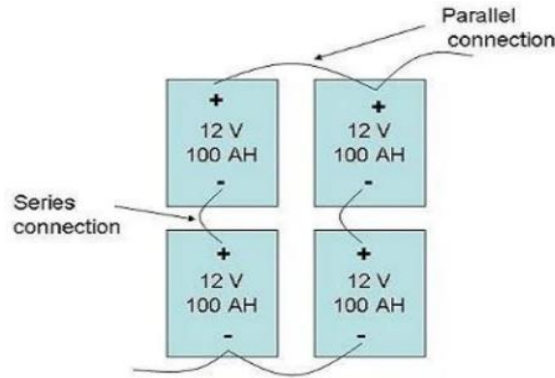 Parallel
connection
+
12 V
100 AH
-
+
12 V
100 AH
-
Series
connection
+
12 V
100 AH
-
+
12 V
100 AH
-